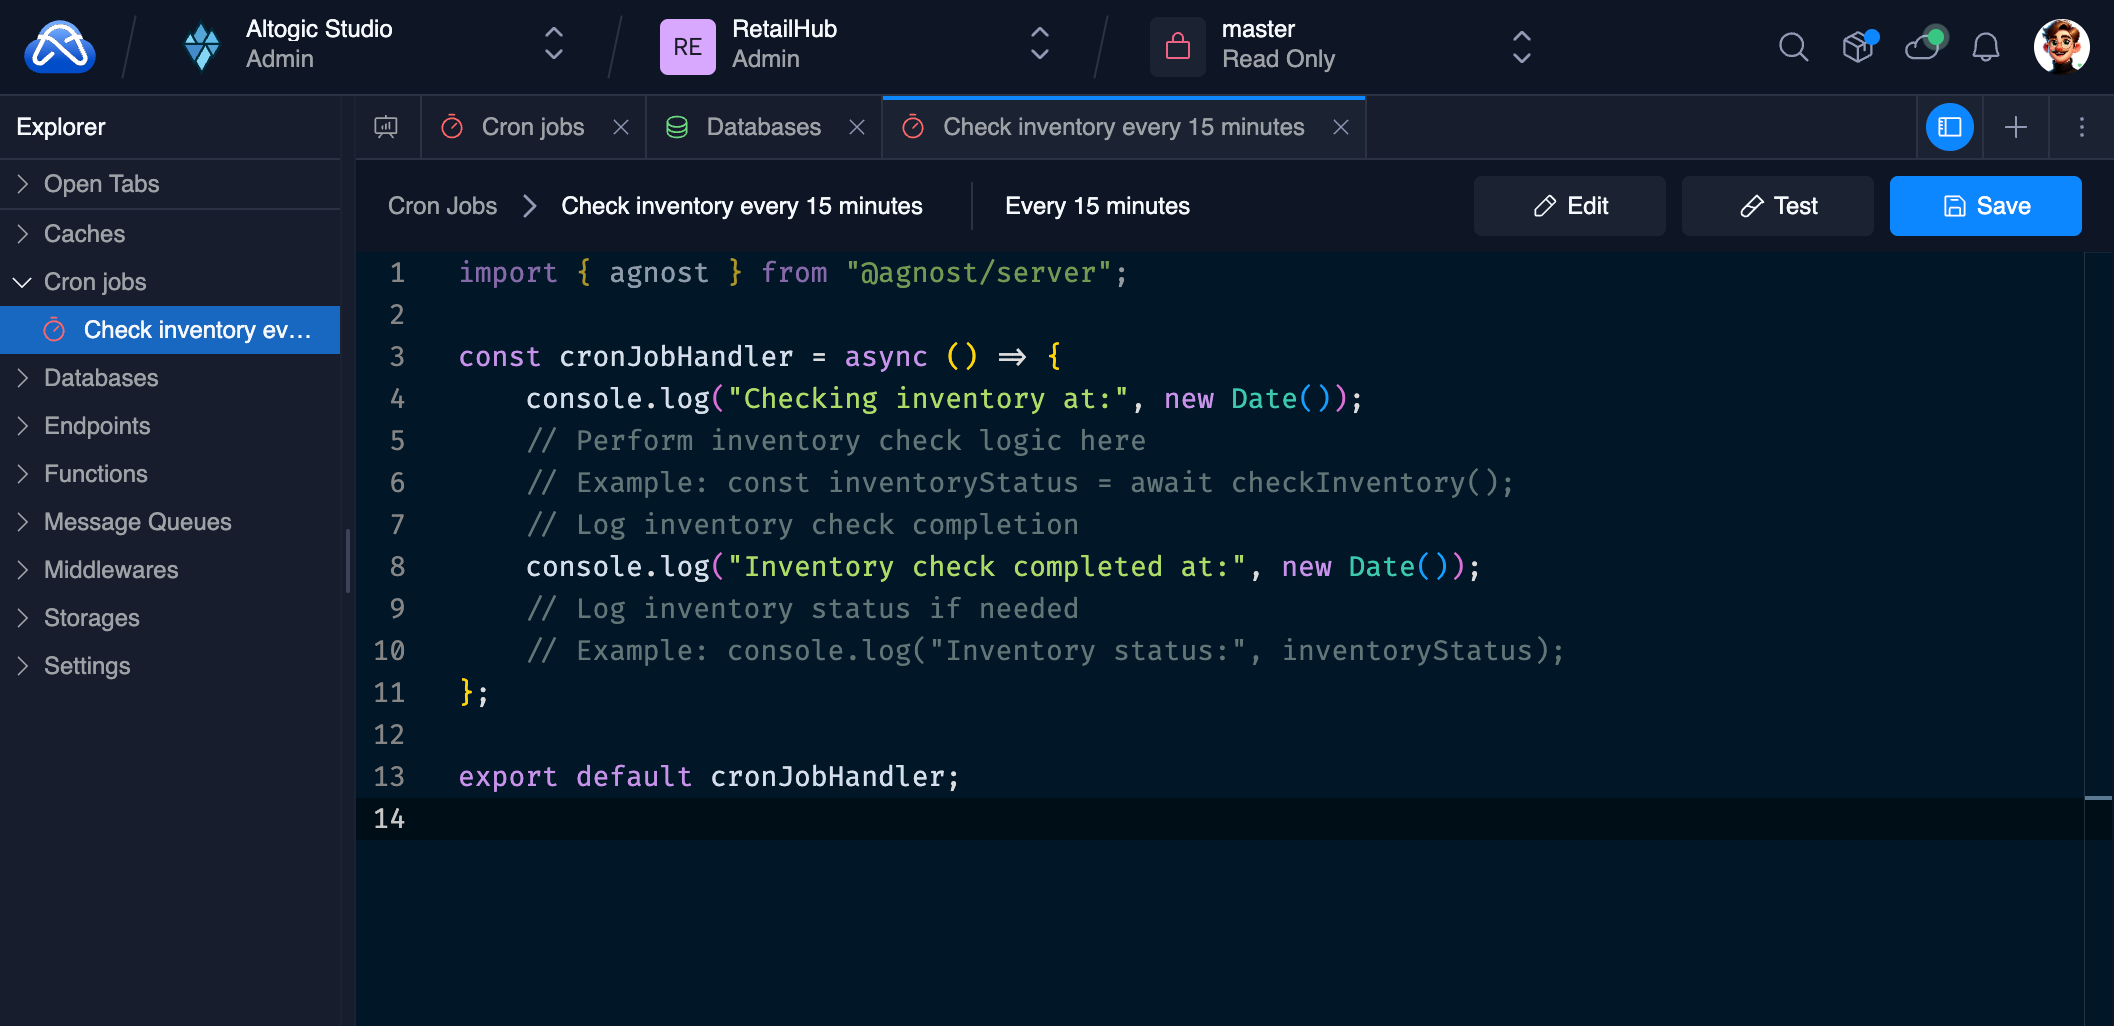 Altogic Studio
Admin
RE
RetailHub
Admin
master
Read Only
Explorer
Cron jobs
Databases
Check inventory every 15 minutes
Open Tabs
Caches
Cron jobs
Check inventory ev...
Databases
Endpoints
Functions
Message Queues
Middlewares
Storages
Settings
Cron Jobs
Check inventory every 15 minutes
Every 15 minutes
Edit
Test
Save
1 import { agnost } from "@agnost/server";
2
3 const cronJobHandler = async () => {
4 console.log("Checking inventory at:", new Date());
5 // Perform inventory check logic here
6 // Example: const inventoryStatus = await checkInventory();
7 // Log inventory check completion
8 console.log("Inventory check completed at:", new Date());
9 // Log inventory status if needed
10 // Example: console.log("Inventory status:", inventoryStatus);
11 };
12
13 export default cronJobHandler;
14